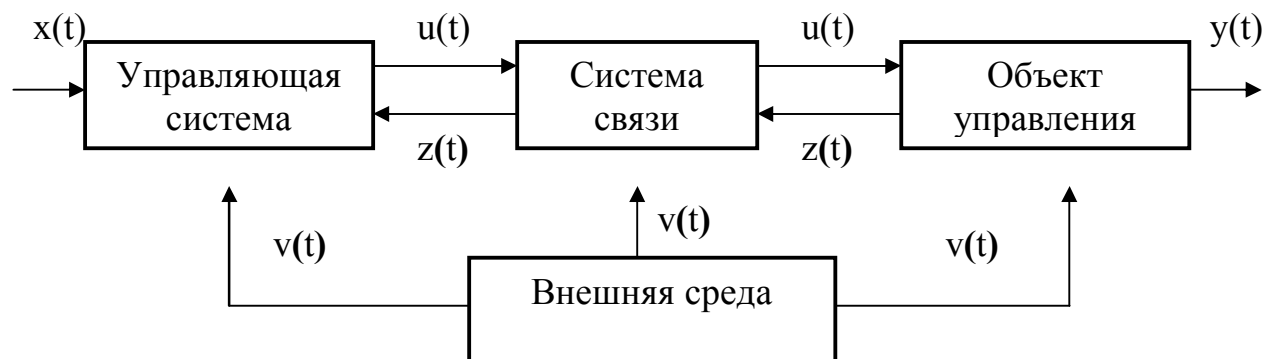 x(t)
u(t)
u(t)
y(t)
Управляющая
система
Система
связи
Объект
управления
z(t)
z(t)
v(t)
v(t)
v(t)
Внешняя среда